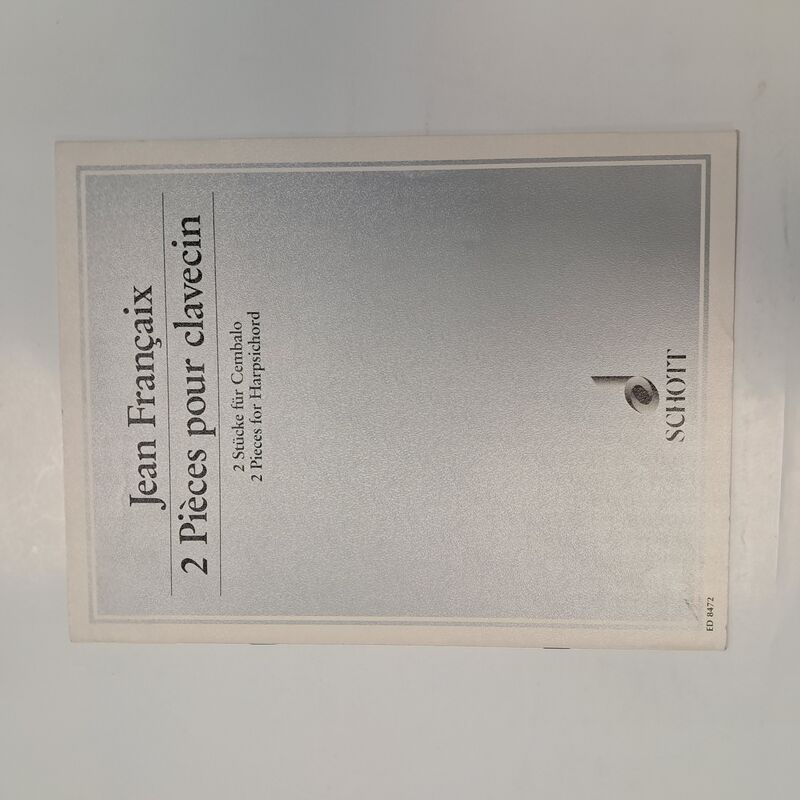 Jean Françaix
2 Pièces pour clavecin
2 Stücke für Cembalo
2 Pieces for Harpsichord
SCHOTT
ED 8472